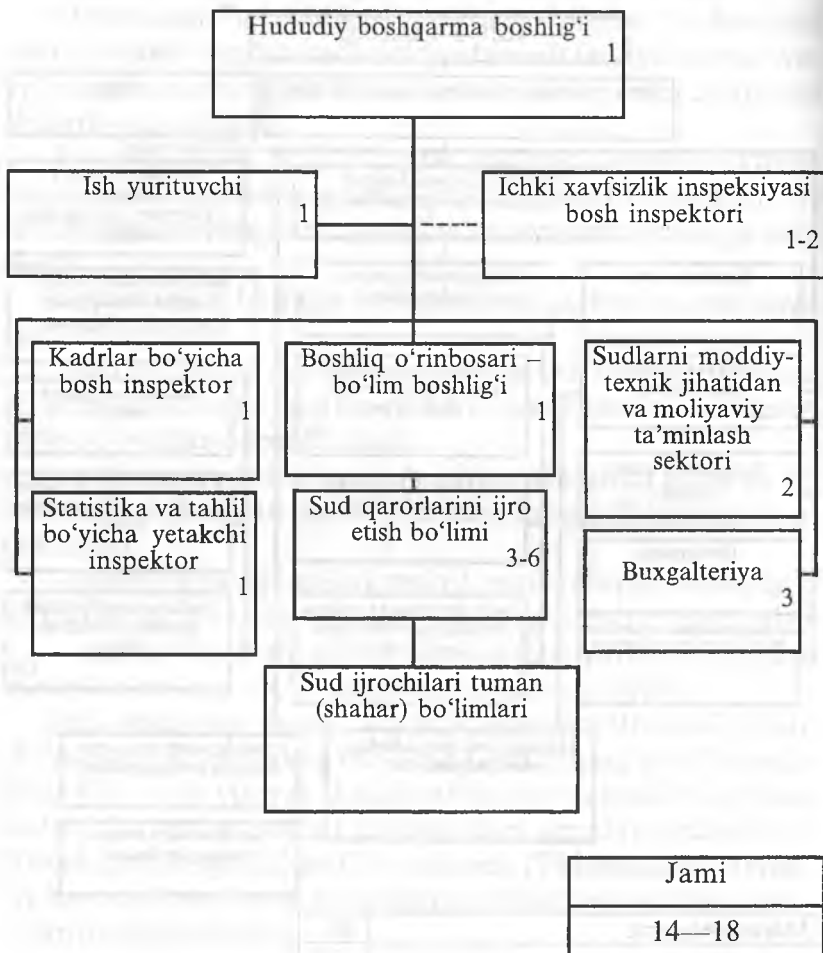 Hududiy boshqarma boshlig‘i
1
Ish yurituvchi
1
Ichki xavfsizlik inspeksiyasi
bosh inspektori
1-2
Kadrlar bo‘yicha
bosh inspektor
1
Boshliq o‘rinbosari –
bo‘lim boshlig‘i
1
Sudlarni moddiy-
texnik jihatidan
va moliyaviy
ta’minlash
sektori
2
Statistika va tahlil
bo‘yicha yetakchi
inspektor
1
Sud qarorlarini ijro
etish bo‘limi
3-6
Buxgalteriya
3
Sud ijrochilari tuman
(shahar) bo‘limlari
Jami
14—18